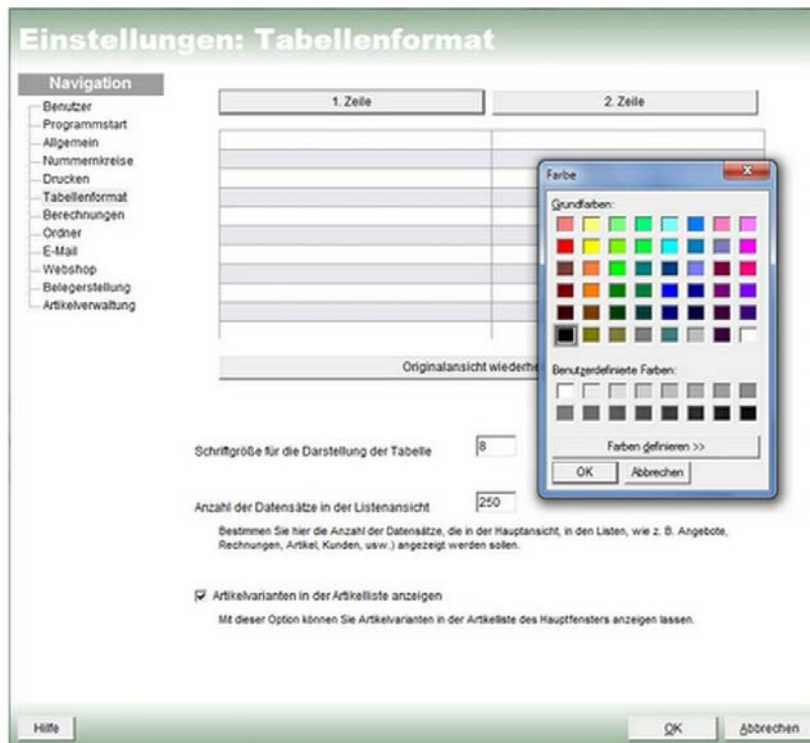 Einstellungen: Tabellenformat
Navigation
Benutzer
Programmstart
Allgemein
Nummernkreise
Drucken
Tabellenformat
Berechnungen
Ordner
E-Mail
Webshop
Belegerstellung
Artikelverwaltung
1. Zeile
2. Zeile
Originalansicht
Schriftgröße für die Darstellung der Tabelle
8
Anzahl der Datensätze in der Listenansicht
250
Bestimmen Sie hier die Anzahl der Datensätze, die in der Hauptansicht, in den Listen, wie z. B. Angebote,
Rechnungen, Artikel, Kunden, usw.) angezeigt werden sollen.
Artikelvarianten in der Artikelliste anzeigen
Mit dieser Option können Sie Artikelvarianten in der Artikelliste des Hauptfensters anzeigen lassen.
Farbe
Grundfarben:
Benutzerdefinierte Farben:
Farben definieren >>
OK
Abbrechen
Hilfe
OK
Abbrechen